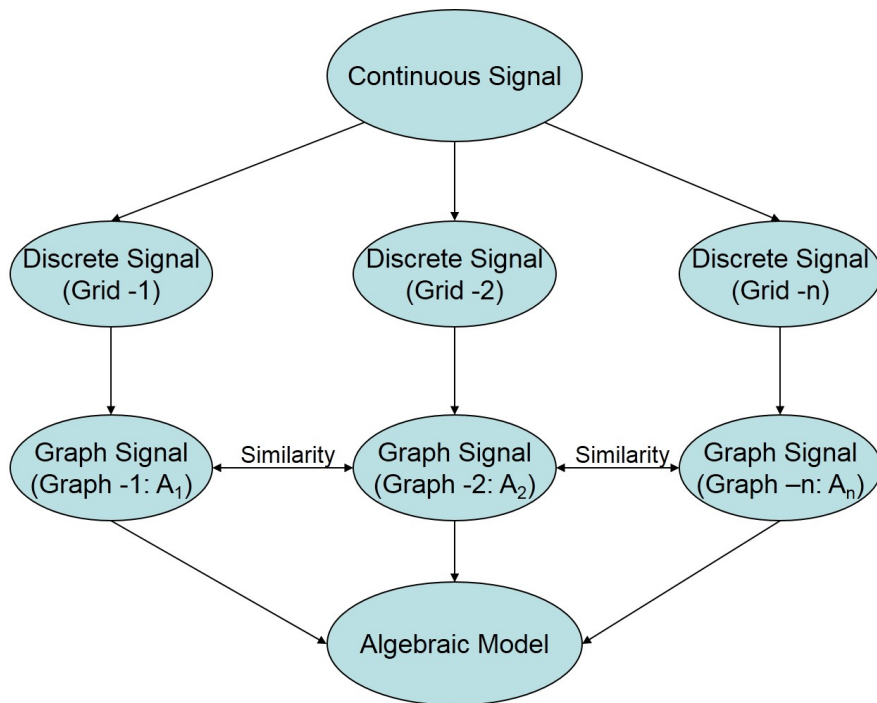 Continuous Signal
Discrete Signal
(Grid -1)
Discrete Signal
(Grid -2)
Discrete Signal
(Grid -n)
Graph Signal
(Graph -1: A₁)
Similarity
Graph Signal
(Graph -2: A₂)
Similarity
Graph Signal
(Graph –n: Aₙ)
Algebraic Model